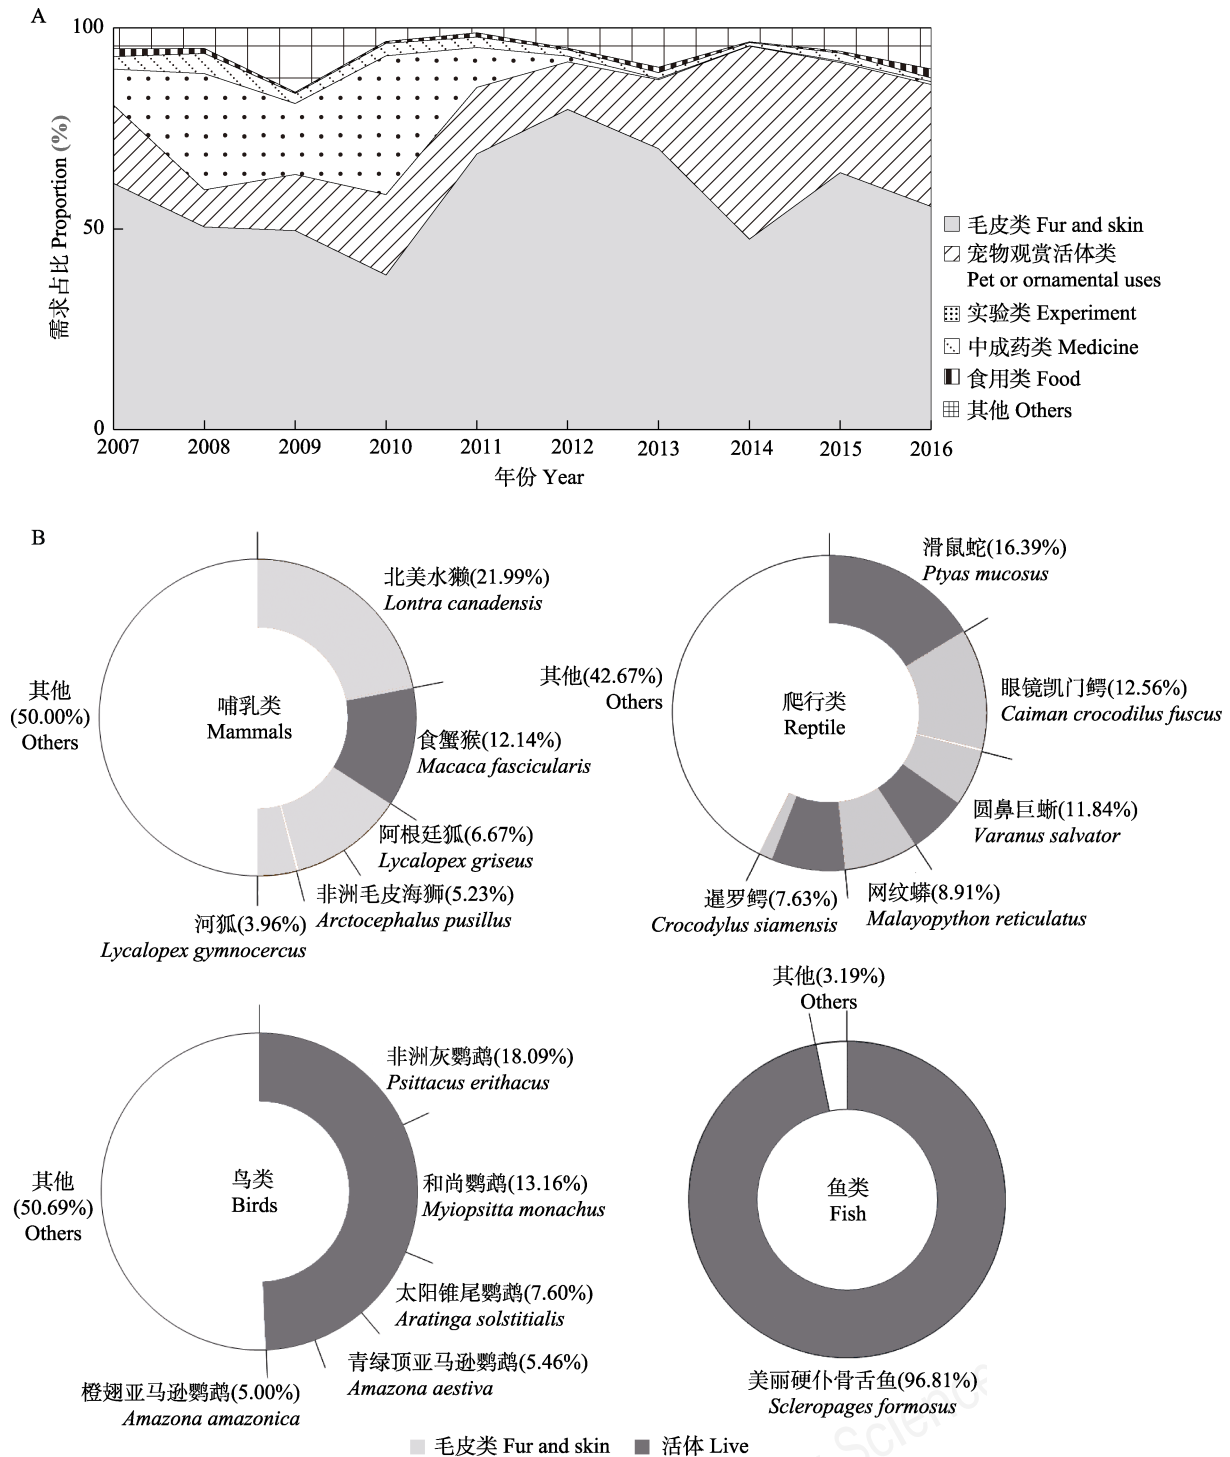 A
100
50
0
需求占比 Proportion (%)
2007 2008 2009 2010 2011 2012 2013 2014 2015 2016
年份 Year
毛皮类 Fur and skin
宠物观赏活体类
Pet or ornamental uses
实验类 Experiment
中成药类 Medicine
食用类 Food
其他 Others
B
北美水獭(21.99%)
Lontra canadensis
食蟹猴(12.14%)
Macaca fascicularis
阿根廷狐(6.67%)
Lycalopex griseus
非洲毛皮海狮(5.23%)
Arctocephalus pusillus
河狐(3.96%)
Lycalopex gymnocercus
其他
(50.00%)
Others
哺乳类
Mammals
滑鼠蛇(16.39%)
Ptyas mucosus
眼镜凯门鳄(12.56%)
Caiman crocodilus fuscus
圆鼻巨蜥(11.84%)
Varanus salvator
网纹蟒(8.91%)
Malayopython reticulatus
暹罗鳄(7.63%)
Crocodylus siamensis
其他(42.67%)
Others
爬行类
Reptile
非洲灰鹦鹉(18.09%)
Psittacus erithacus
和尚鹦鹉(13.16%)
Myiopsitta monachus
太阳锥尾鹦鹉(7.60%)
Aratinga solstitialis
青绿顶亚马逊鹦鹉(5.46%)
Amazona aestiva
橙翅亚马逊鹦鹉(5.00%)
Amazona amazonica
其他
(50.69%)
Others
鸟类
Birds
其他(3.19%)
Others
鱼类
Fish
美丽硬仆骨舌鱼(96.81%)
Scleropages formosus
毛皮类 Fur and skin
活体 Live
Science